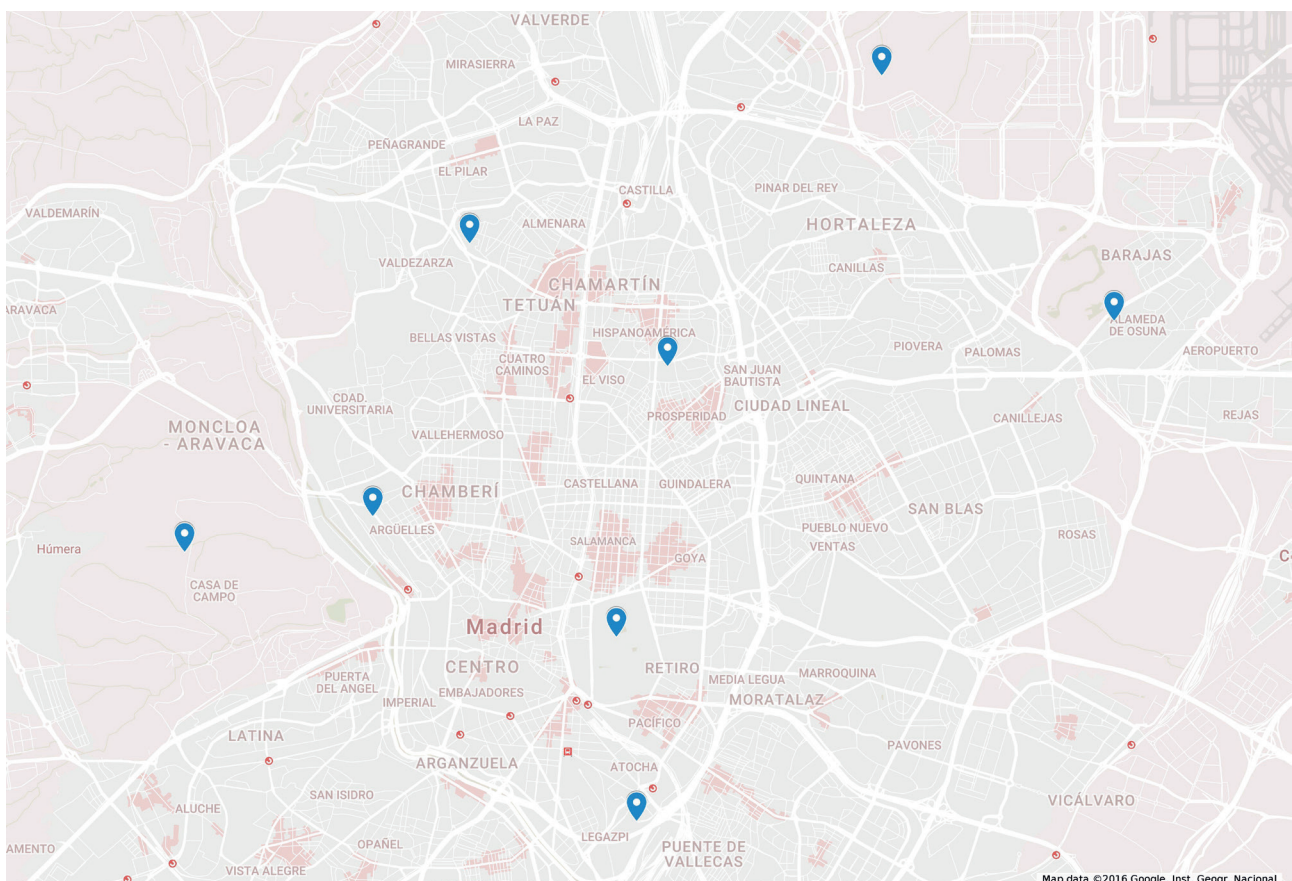 VALVERDE
MIRASIERRA
LA PAZ
PEÑAGRANDE
EL PILAR
CASTILLA
PINAR DEL REY
VALDEMARÍN
ALMENARA
HORTALEZA
BARAJAS
VALDEZARZA
CANILLAS
CHAMARTÍN
TETUÁN
ARAVACA
BELLAS VISTAS
HISPANOAMÉRICA
ALAMEDA
DE OSUNA
PIOVERA
PALOMAS
AEROPUERTO
CUATRO
CAMINOS
EL VISO
SAN JUAN
BAUTISTA
CDAD.
UNIVERSITARIA
PROSPERIDAD
CIUDAD LINEAL
CANILLEJAS
REJAS
MONCLOA
- ARAVACA
VALLEHERMOSO
CHAMBERÍ
CASTELLANA
GUINDALERA
QUINTANA
SAN BLAS
ARGÜELLES
PUEBLO NUEVO
VENTAS
ROSAS
Húmera
SALAMANCA
GOYA
CASA DE
CAMPO
Madrid
CENTRO
RETIRO
MEDIA LEGUA
MARROQUINA
PUERTA
DEL ANGEL
IMPERIAL
EMBAJADORES
MORATALAZ
PACÍFICO
LATINA
PAVONES
ARGANZUELA
ATOCHA
SAN ISIDRO
ALUCHE
VICÁLVARO
LEGAZPI
OPAÑEL
PUENTE DE
VALLECAS
AMENTO
VISTA ALEGRE
Map data ©2016 Google, Inst. Geogr. Nacional